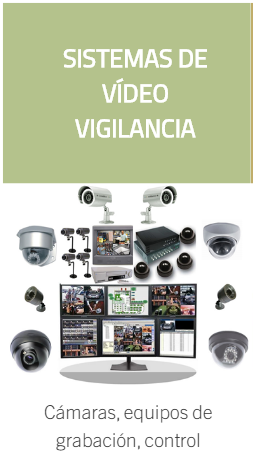 SISTEMAS DE
VÍDEO
VIGILANCIA
Cámaras, equipos de
grabación, control